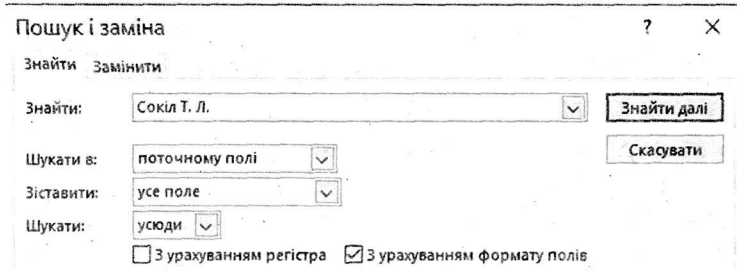 Пошук і заміна ? ✕
Знайти Замінити
Знайти: Сокіл Т. Л. Знайти далі
Скасувати
Шукати в: поточному полі
Зіставити: усе поле
Шукати: усюди
З урахуванням регістра З урахуванням формату полів